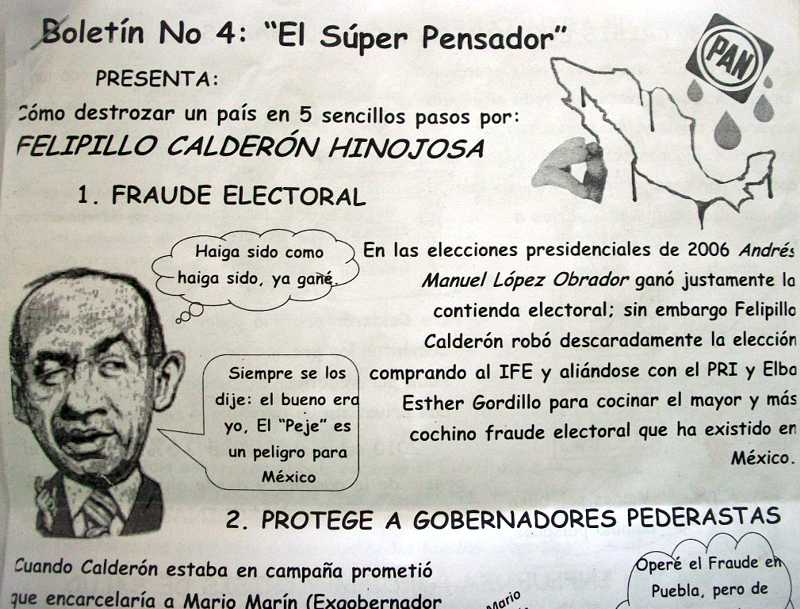 Boletín No 4: “El Súper Pensador”
PRESENTA:
Cómo destrozar un país en 5 sencillos pasos por:
FELIPILLO CALDERÓN HINOJOSA
PAN
1. FRAUDE ELECTORAL
Haiga sido como
haiga sido, ya gané.
En las elecciones presidenciales de 2006 Andrés
Manuel López Obrador ganó justamente la
contienda electoral; sin embargo Felipillo
Calderón robó descaradamente la elección
comprando al IFE y aliándose con el PRI y Elba
Esther Gordillo para cocinar el mayor y más
cochino fraude electoral que ha existido en
México.
Siempre se los
dije: el bueno era
yo, El “Peje” es
un peligro para
México
2. PROTEGE A GOBERNADORES PEDERASTAS
Cuando Calderón estaba en campaña prometió
que encarcelaría a Mario Marín (Exgobernador
Mario
Operé el Fraude en
Puebla, pero de